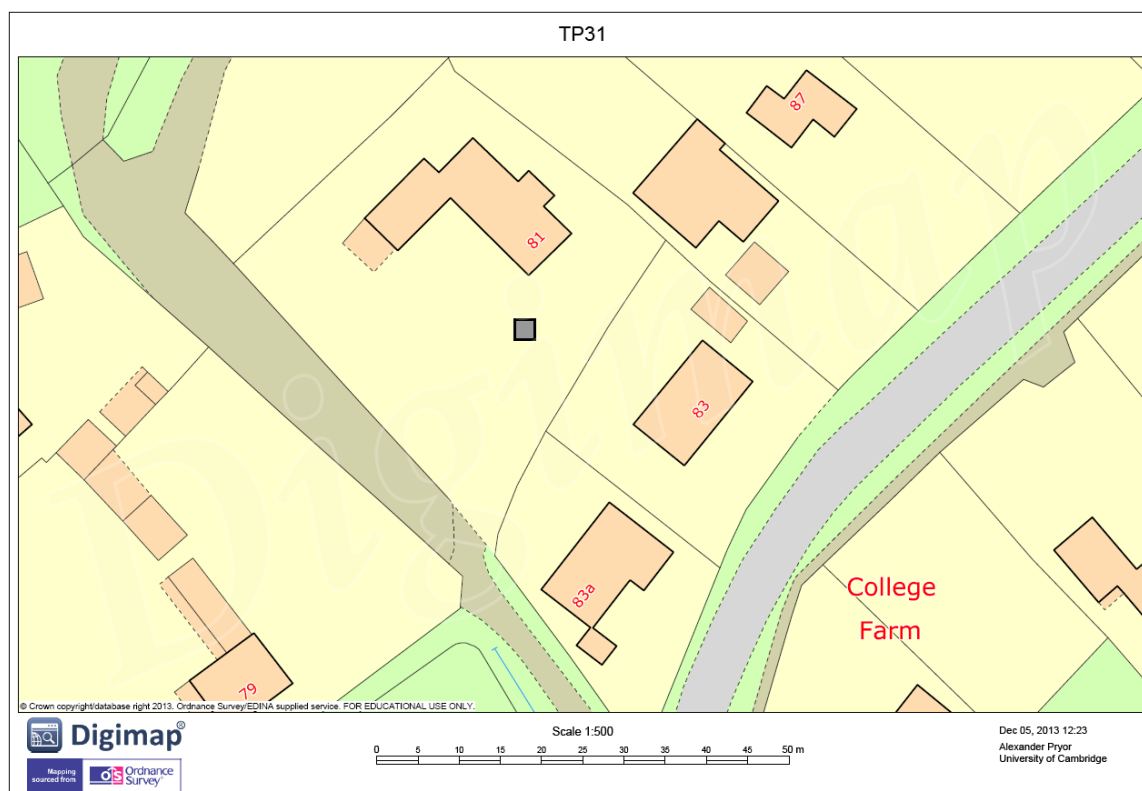 TP31
87
81
83
83a
College
Farm
79
© Crown copyright/database right 2013. Ordnance Survey/EDINA supplied service. FOR EDUCATIONAL USE ONLY.
Digimap®
Mapping
sourced from
OS Ordnance
Survey®
Scale 1:500
0 5 10 15 20 25 30 35 40 45 50 m
Dec 05, 2013 12:23
Alexander Pryor
University of Cambridge
Digimap